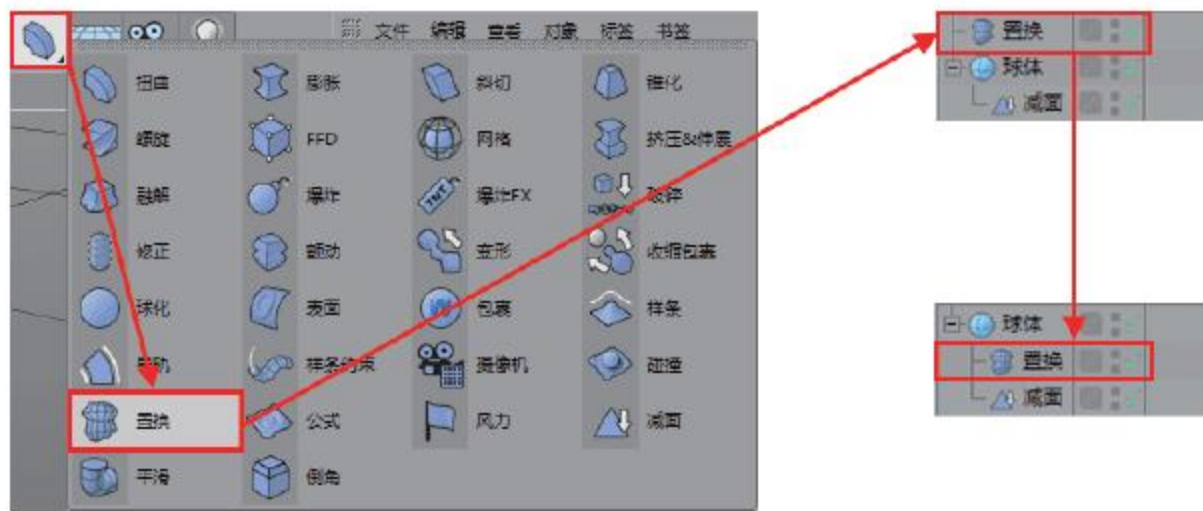 文件 编辑 查看 对象 标签 书签
扭曲 膨胀 斜切 锥化
螺旋 FFD 网格 挤压&伸展
融解 爆炸 爆炸FX 破碎
修正 颤动 变形 收缩包裹
球化 表面 包裹 样条
导轨 样条约束 摄像机 碰撞
置换 公式 风力 减面
平滑 倒角
置换
球体
减面
球体
置换
减面